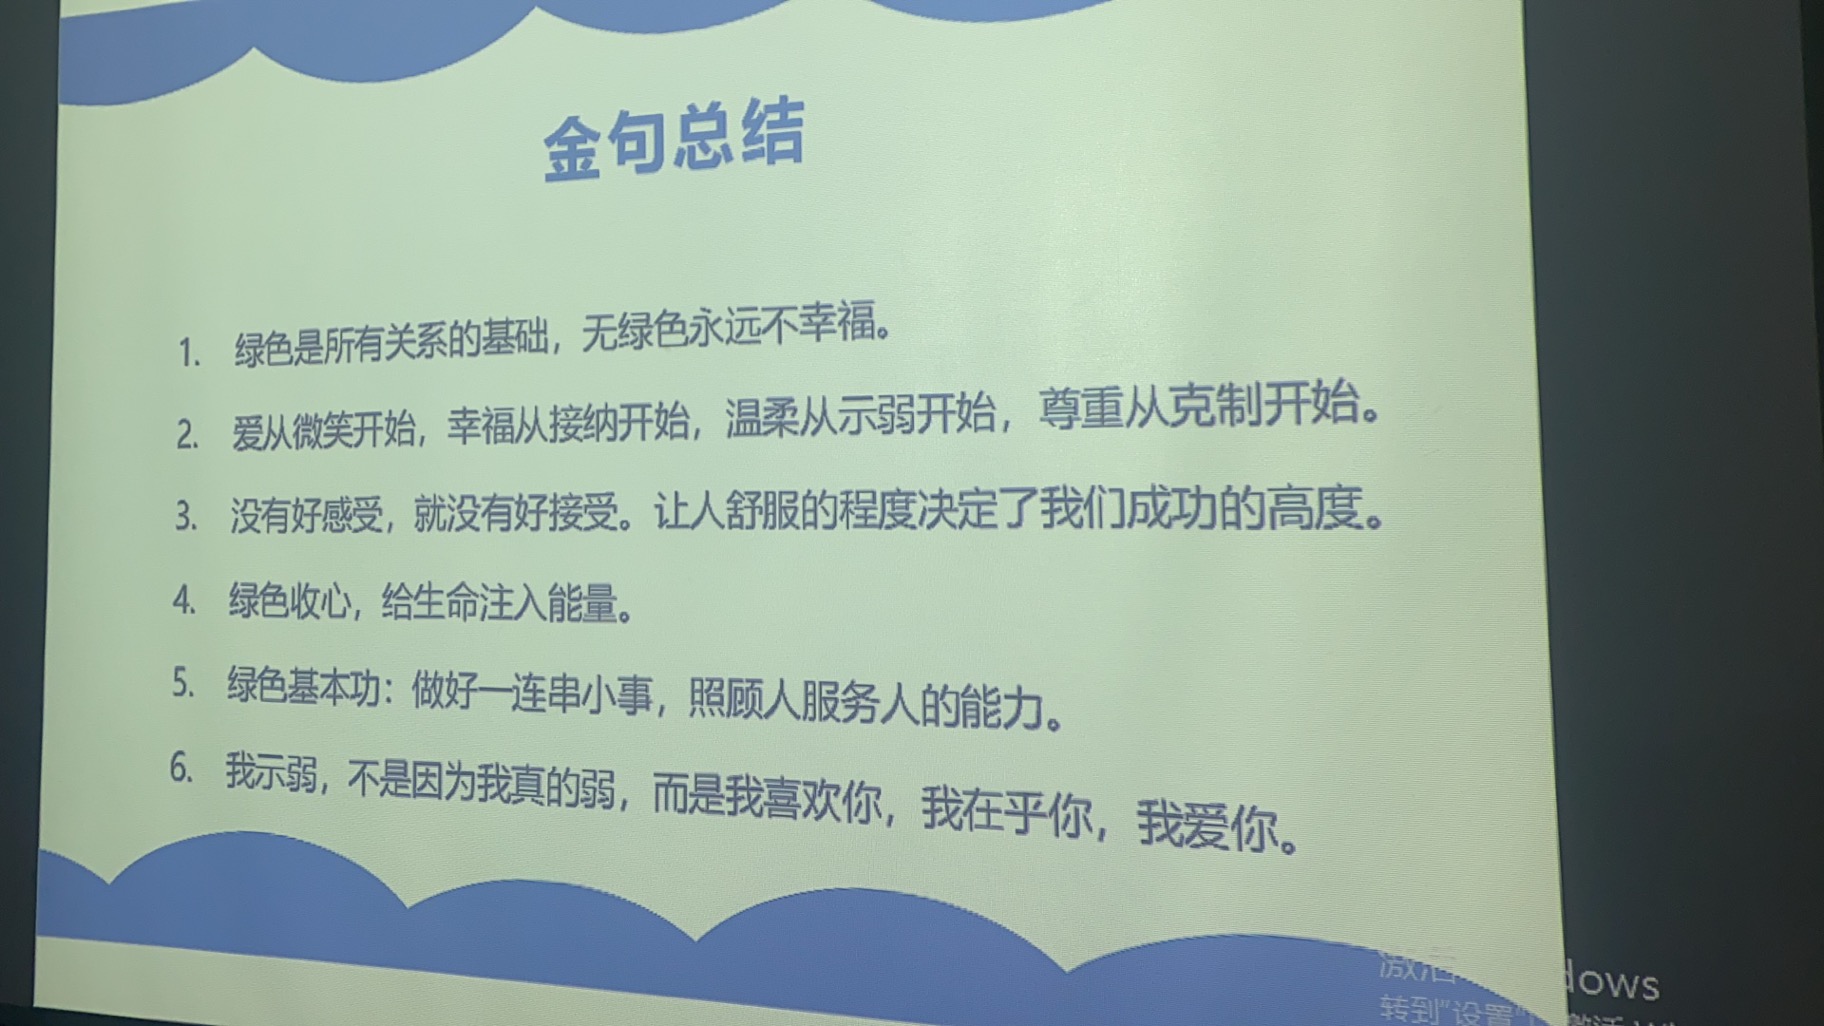 金句总结
1. 绿色是所有关系的基础，无绿色永远不幸福。
2. 爱从微笑开始，幸福从接纳开始，温柔从示弱开始，尊重从克制开始。
3. 没有好感受，就没有好接受。让人舒服的程度决定了我们成功的高度。
4. 绿色收心，给生命注入能量。
5. 绿色基本功：做好一连串小事，照顾人服务人的能力。
6. 我示弱，不是因为我真的弱，而是我喜欢你，我在乎你，我爱你。
激活 dows
转到"设置"